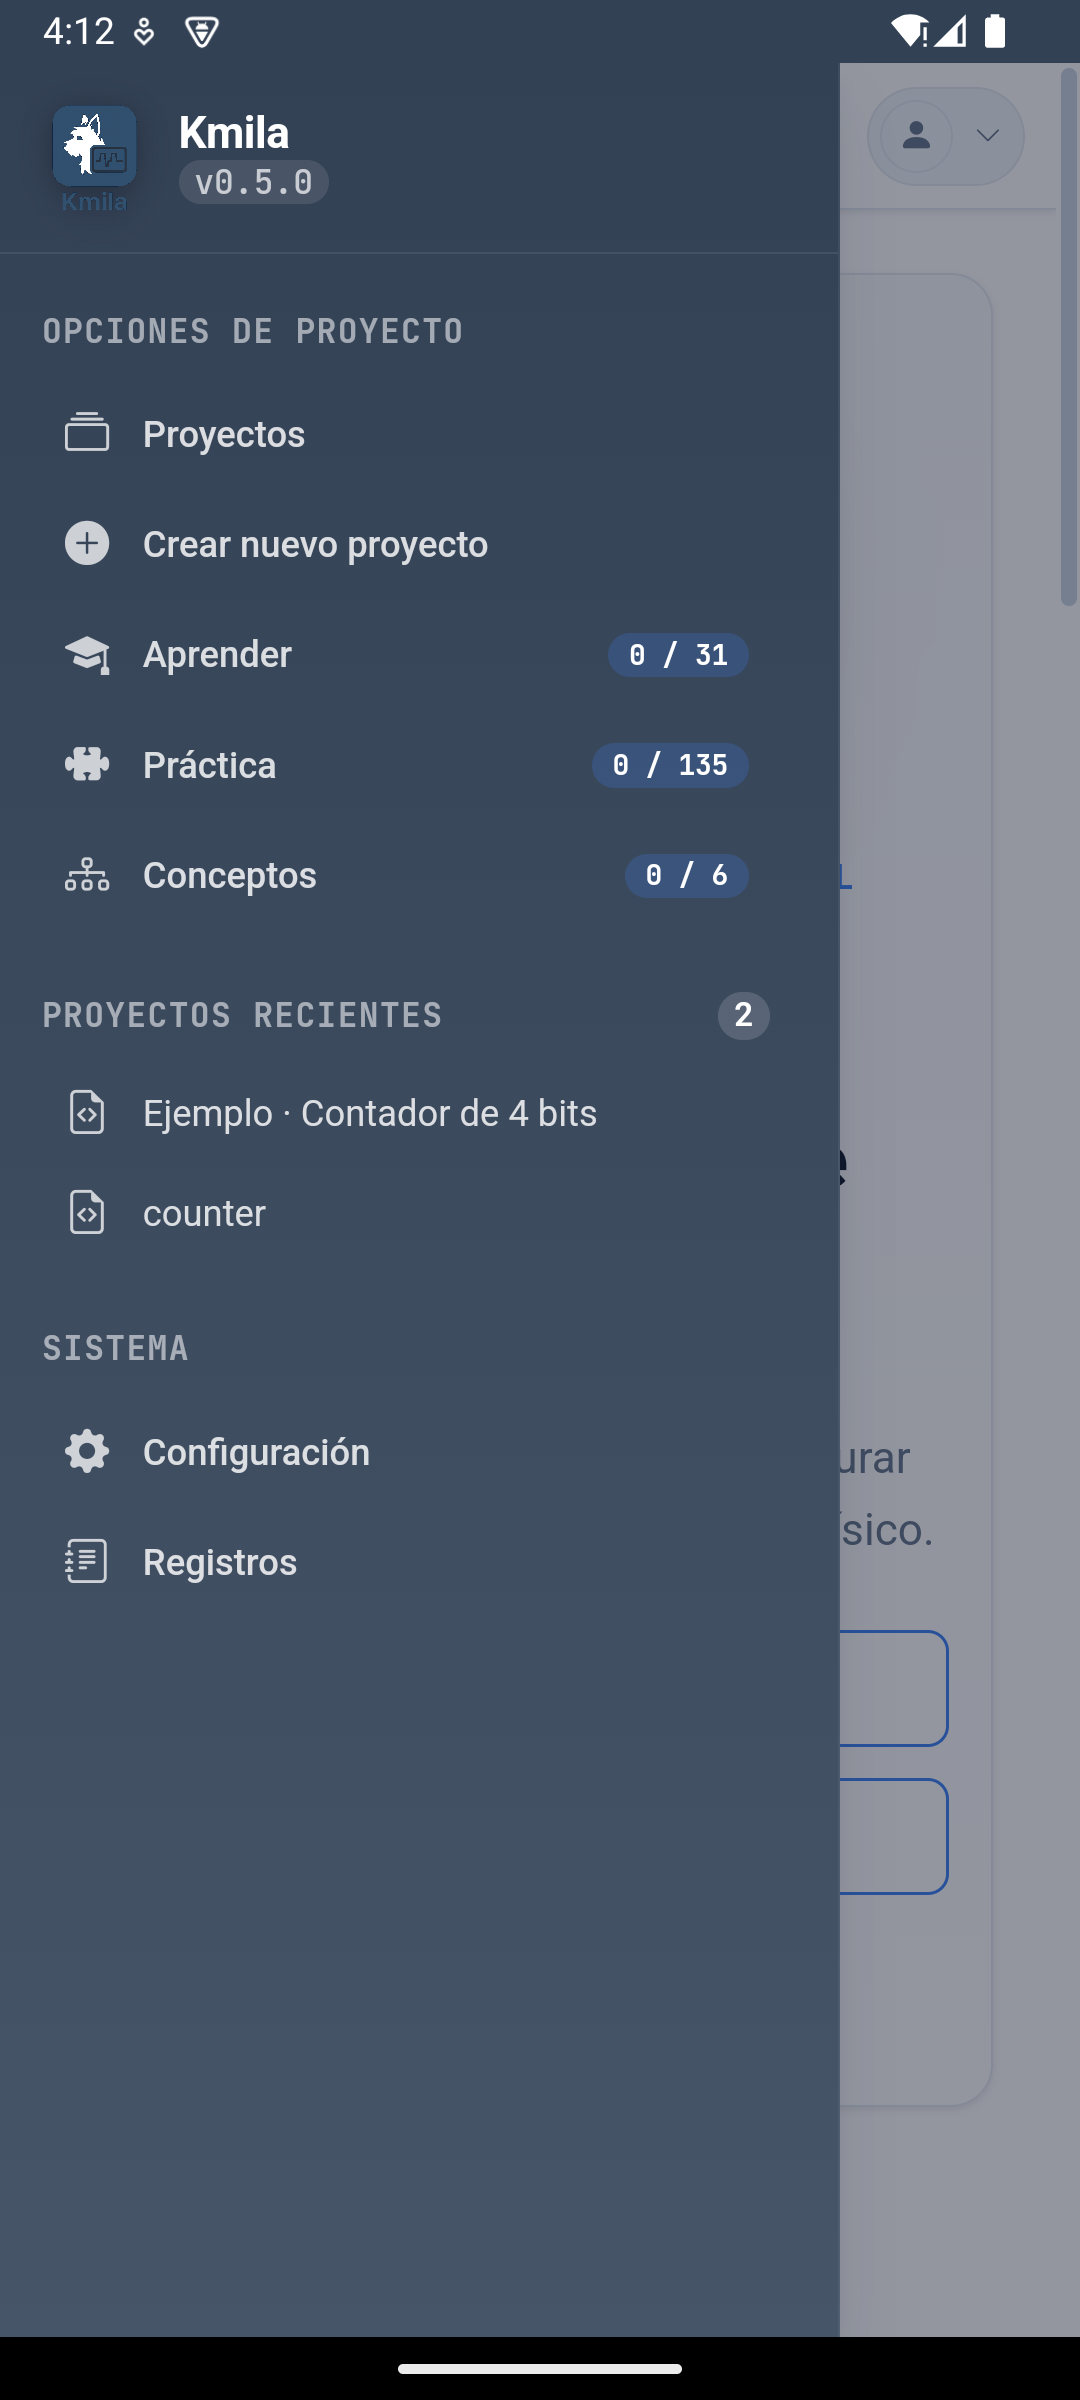 4:12
Kmila
v0.5.0
Kmila
OPCIONES DE PROYECTO
Proyectos
Crear nuevo proyecto
Aprender 0 / 31
Práctica 0 / 135
Conceptos 0 / 6
PROYECTOS RECIENTES 2
Ejemplo · Contador de 4 bits
counter
SISTEMA
Configuración
urar
Registros
sico.